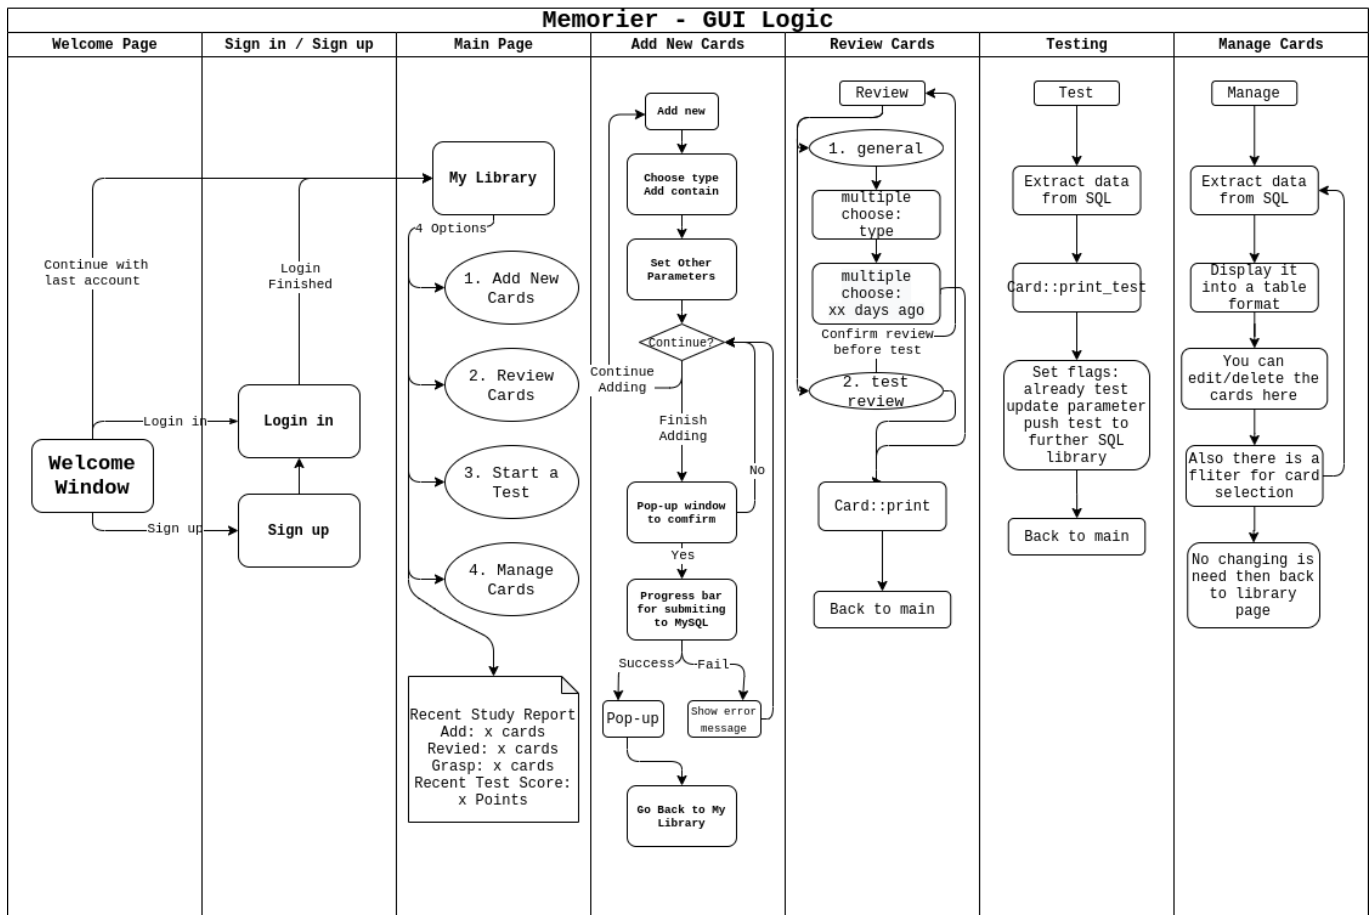 Memorier - GUI Logic
Welcome Page
Sign in / Sign up
Main Page
Add New Cards
Review Cards
Testing
Manage Cards
Continue with
last account
Welcome
Window
Login in
Sign up
Login
Finished
Login in
Sign up
My Library
4 Options
1. Add New
Cards
2. Review
Cards
3. Start a
Test
4. Manage
Cards
Recent Study Report
Add: x cards
Revied: x cards
Grasp: x cards
Recent Test Score:
x Points
Add new
Choose type
Add contain
Set Other
Parameters
Continue?
Continue
Adding
Finish
Adding
No
Pop-up window
to comfirm
Yes
Progress bar
for submiting
to MySQL
Success
Fail
Pop-up
Show error
message
Go Back to My
Library
Review
1. general
multiple
choose:
type
multiple
choose:
xx days ago
Confirm review
before test
2. test
review
Card::print
Back to main
Test
Extract data
from SQL
Card::print_test
Set flags:
already test
update parameter
push test to
further SQL
library
Back to main
Manage
Extract data
from SQL
Display it
into a table
format
You can
edit/delete the
cards here
Also there is a
fliter for card
selection
No changing is
need then back
to library
page